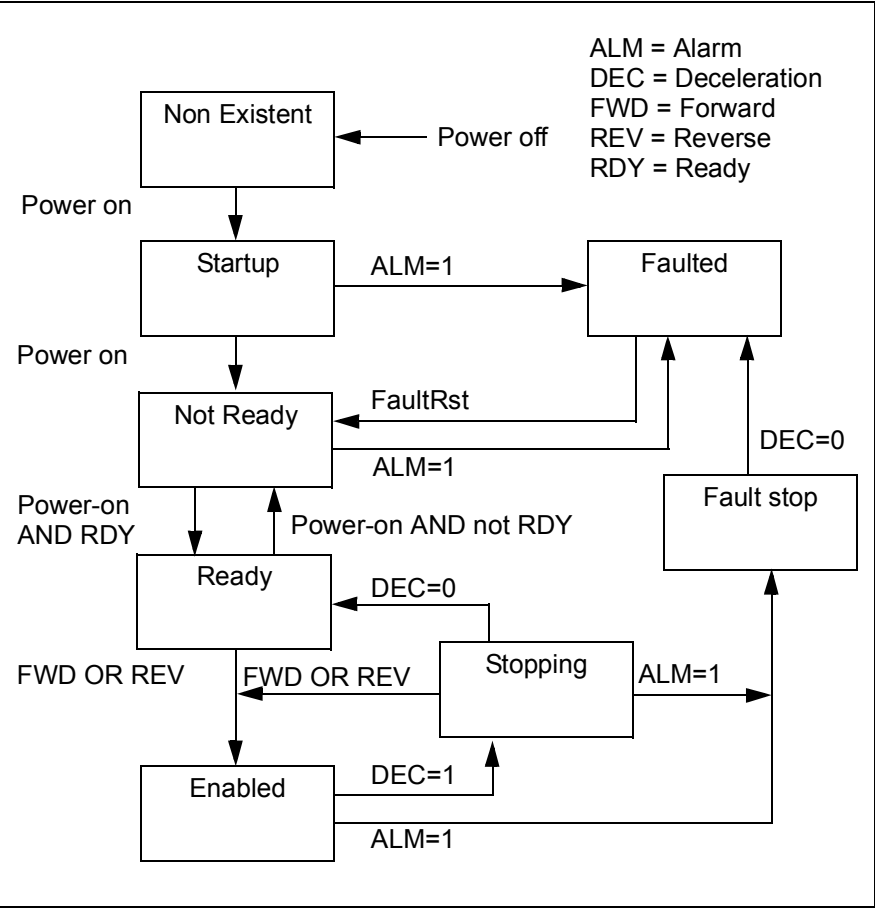 ALM = Alarm
DEC = Deceleration
FWD = Forward
REV = Reverse
RDY = Ready
Non Existent
Power off
Power on
Startup
ALM=1
Faulted
Power on
FaultRst
Not Ready
ALM=1
DEC=0
Power-on
AND RDY
Power-on AND not RDY
Fault stop
Ready
DEC=0
FWD OR REV
FWD OR REV
Stopping
ALM=1
Enabled
DEC=1
ALM=1